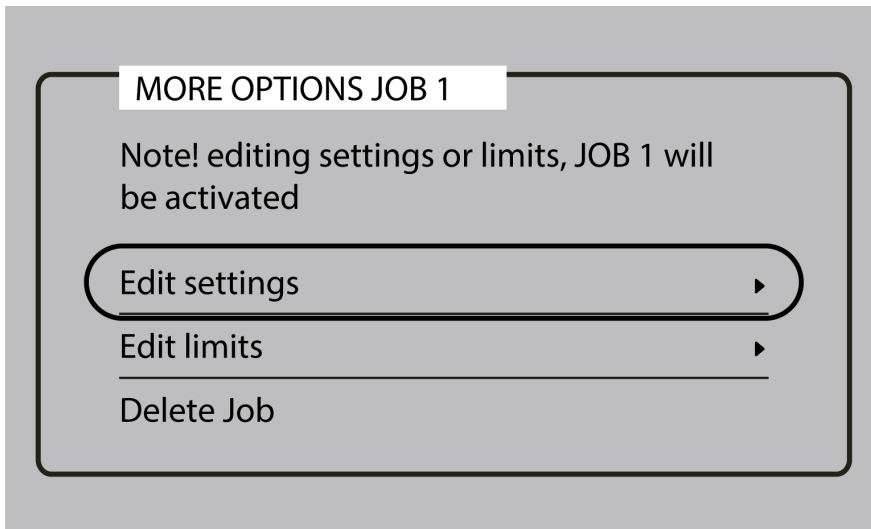 MORE OPTIONS JOB 1
Note! editing settings or limits, JOB 1 will
be activated
Edit settings
Edit limits
Delete Job